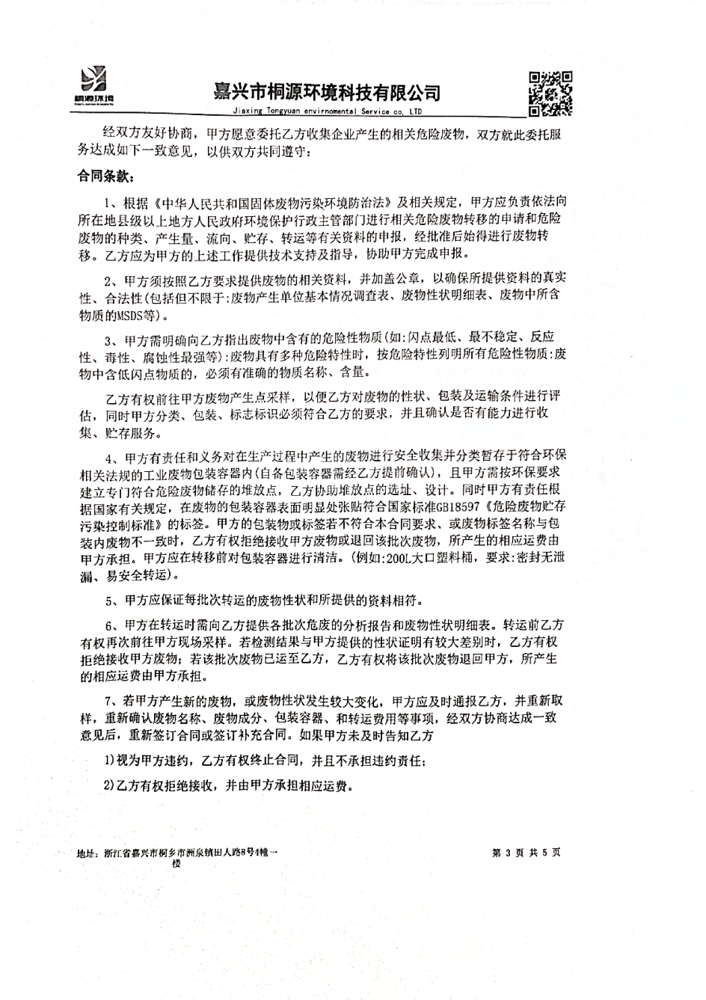 桐源环境
嘉兴市桐源环境科技有限公司
Jiaxing Tongyuan envirnomental Service co, LTD
经双方友好协商，甲方愿意委托乙方收集企业产生的相关危险废物，双方就此委托服
务达成如下一致意见，以供双方共同遵守：
合同条款：
1、根据《中华人民共和国固体废物污染环境防治法》及相关规定，甲方应负责依法向
所在地县级以上地方人民政府环境保护行政主管部门进行相关危险废物转移的申请和危险
废物的种类、产生量、流向、贮存、转运等有关资料的申报，经批准后始得进行废物转
移。乙方应为甲方的上述工作提供技术支持及指导，协助甲方完成申报。
2、甲方须按照乙方要求提供废物的相关资料，并加盖公章，以确保所提供资料的真实
性、合法性(包括但不限于:废物产生单位基本情况调查表、废物性状明细表、废物中所含
物质的MSDS等)。
3、甲方需明确向乙方指出废物中含有的危险性物质(如:闪点最低、最不稳定、反应
性、毒性、腐蚀性最强等):废物具有多种危险特性时，按危险特性列明所有危险性物质:废
物中含低闪点物质的，必须有准确的物质名称、含量。
乙方有权前往甲方废物产生点采样，以便乙方对废物的性状、包装及运输条件进行评
估，同时甲方分类、包装、标志标识必须符合乙方的要求，并且确认是否有能力进行收
集、贮存服务。
4、甲方有责任和义务对在生产过程中产生的废物进行安全收集并分类暂存于符合环保
相关法规的工业废物包装容器内(自备包装容器需经乙方提前确认)，且甲方需按环保要求
建立专门符合危险废物储存的堆放点，乙方协助堆放点的选址、设计。同时甲方有责任根
据国家有关规定，在废物的包装容器表面明显处张贴符合国家标准GB18597《危险废物贮存
污染控制标准》的标签。甲方的包装物或标签若不符合本合同要求、或废物标签名称与包
装内废物不一致时，乙方有权拒绝接收甲方废物或退回该批次废物，所产生的相应运费由
甲方承担。甲方应在转移前对包装容器进行清洁。(例如:200L大口塑料桶，要求:密封无泄
漏、易安全转运)。
5、甲方应保证每批次转运的废物性状和所提供的资料相符。
6、甲方在转运时需向乙方提供各批次危废的分析报告和废物性状明细表。转运前乙方
有权再次前往甲方现场采样。若检测结果与甲方提供的性状证明有较大差别时，乙方有权
拒绝接收甲方废物；若该批次废物已运至乙方，乙方有权将该批次废物退回甲方，所产生
的相应运费由甲方承担。
7、若甲方产生新的废物，或废物性状发生较大变化，甲方应及时通报乙方，并重新取
样，重新确认废物名称、废物成分、包装容器、和转运费用等事项，经双方协商达成一致
意见后，重新签订合同或签订补充合同。如果甲方未及时告知乙方
1)视为甲方违约，乙方有权终止合同，并且不承担违约责任；
2)乙方有权拒绝接收，并由甲方承担相应运费。
地址：浙江省嘉兴市桐乡市洲泉镇田人路8号4幢一
楼
第 3 页 共 5 页